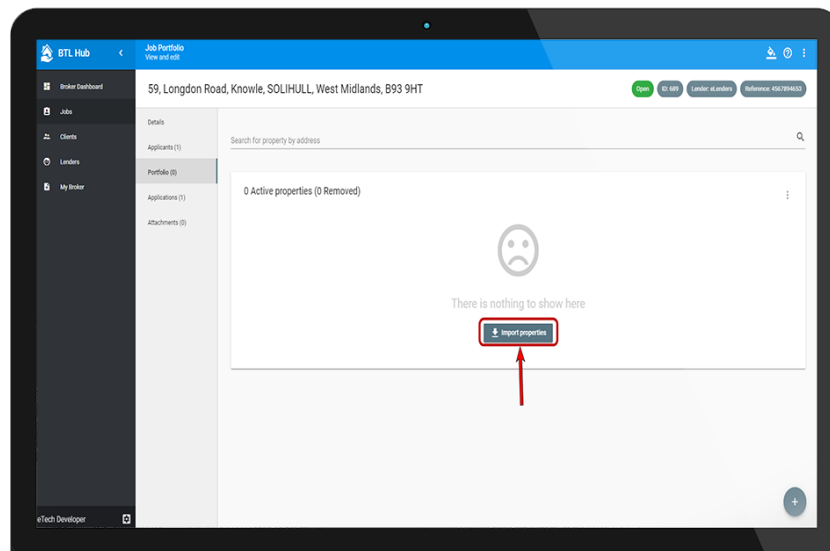 BTL Hub
Job Portfolio
View and edit
Broker Dashboard
Jobs
Clients
Lenders
My Broker
eTech Developer
59, Longdon Road, Knowle, SOLIHULL, West Midlands, B93 9HT
Open
ID: 689
Lender: eLenders
Reference: 4567894653
Details
Applicants (1)
Portfolio (0)
Applications (1)
Attachments (0)
Search for property by address
0 Active properties (0 Removed)
There is nothing to show here
Import properties